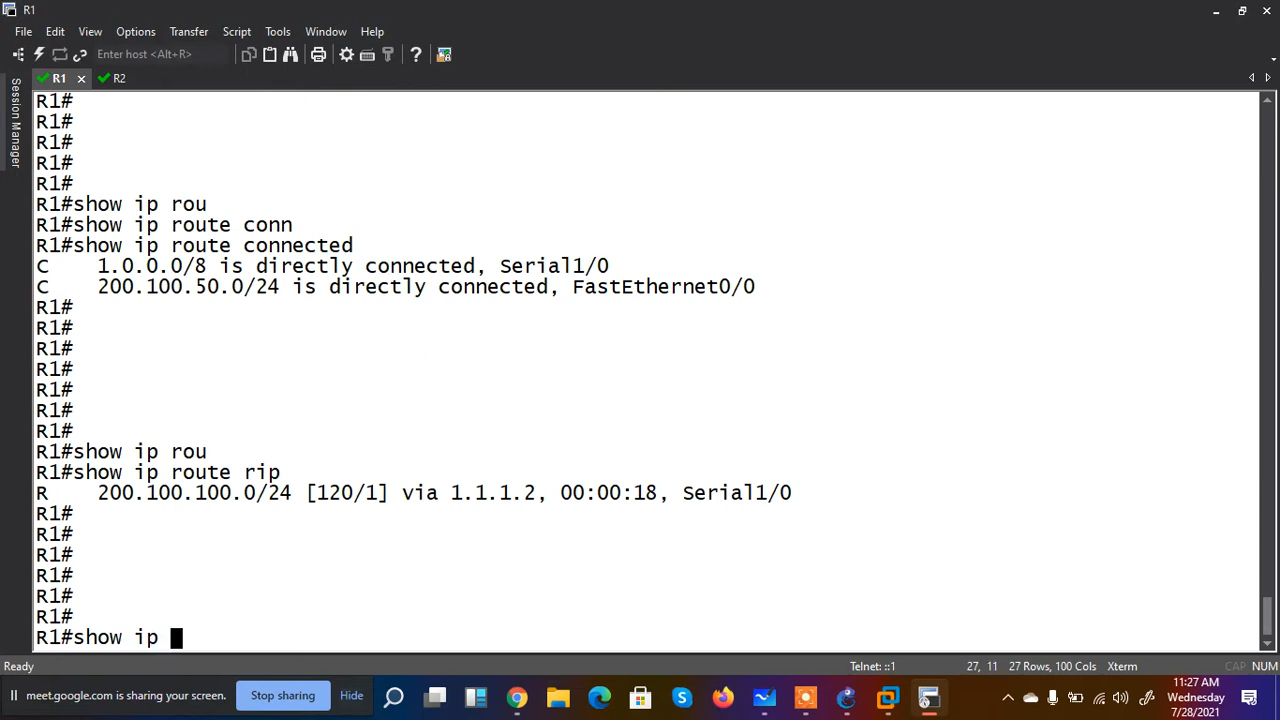 R1
File Edit View Options Transfer Script Tools Window Help
Enter host <Alt+R>
R1 R2
Session Manager
R1#
R1#
R1#
R1#
R1#
R1#show ip rou
R1#show ip route conn
R1#show ip route connected
C 1.0.0.0/8 is directly connected, Serial1/0
C 200.100.50.0/24 is directly connected, FastEthernet0/0
R1#
R1#
R1#
R1#
R1#
R1#
R1#
R1#show ip rou
R1#show ip route rip
R 200.100.100.0/24 [120/1] via 1.1.1.2, 00:00:18, Serial1/0
R1#
R1#
R1#
R1#
R1#
R1#
R1#show ip
Ready Telnet: ::1 27, 11 27 Rows, 100 Cols Xterm CAP NUM
meet.google.com is sharing your screen. Stop sharing Hide
11:27 AM
Wednesday
7/28/2021